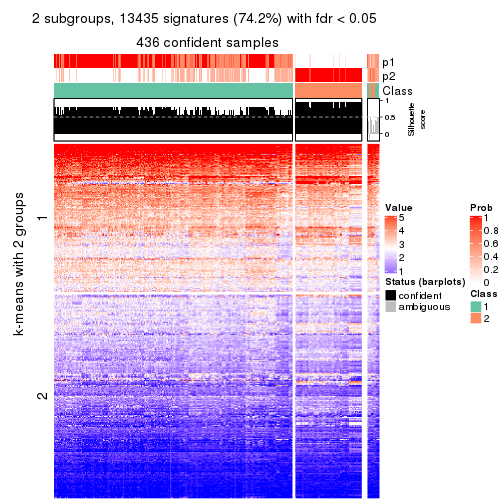 2 subgroups, 13435 signatures (74.2%) with fdr < 0.05
436 confident samples
p1
p2
Class
1
0.5
0
Silhouette
score
k-means with 2 groups
1
2
Value
5
4
3
2
1
Status (barplots)
confident
ambiguous
Prob
1
0.8
0.6
0.4
0.2
0
Class
1
2